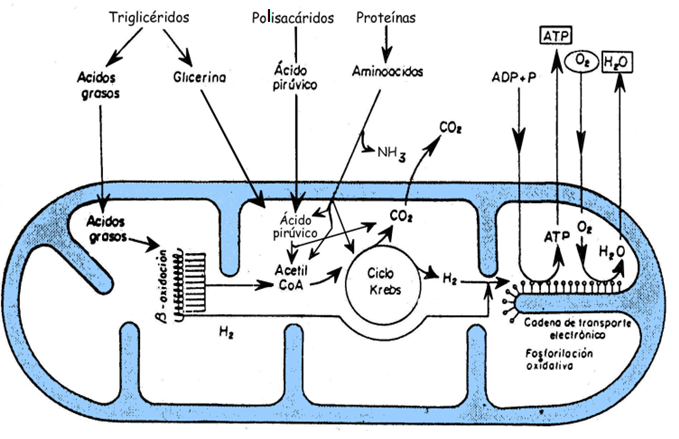 Triglicéridos
Polisacáridos
Proteínas
Acidos
grasos
Glicerina
Ácido
pirúvico
Aminoacidos
ADP+P
ATP
O₂
H₂O
NH₃
CO₂
Acidos
grasos
Ácido
pirúvico
CO₂
β-oxidación
Acetil
CoA
Ciclo
Krebs
H₂
H₂
ATP
O₂
H₂O
Cadena de transporte
electrónico
Fosforilación
oxidativa